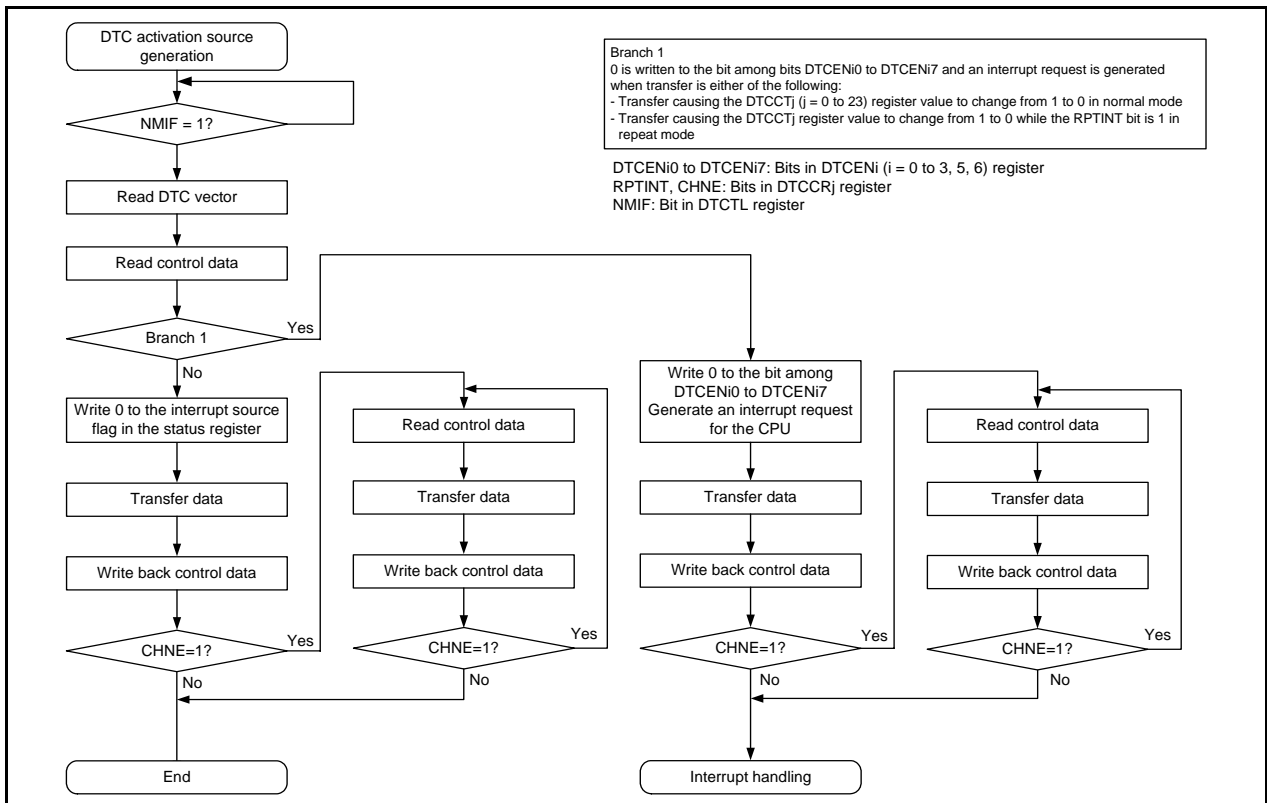 DTC activation source
generation
NMIF = 1?
Read DTC vector
Read control data
Branch 1
Yes
No
Write 0 to the interrupt source
flag in the status register
Transfer data
Write back control data
CHNE=1?
Yes
No
End
Read control data
Transfer data
Write back control data
CHNE=1?
Yes
No
Branch 1
0 is written to the bit among bits DTCENi0 to DTCENi7 and an interrupt request is generated
when transfer is either of the following:
- Transfer causing the DTCCTj (j = 0 to 23) register value to change from 1 to 0 in normal mode
- Transfer causing the DTCCTj register value to change from 1 to 0 while the RPTINT bit is 1 in
repeat mode
DTCENi0 to DTCENi7: Bits in DTCENi (i = 0 to 3, 5, 6) register
RPTINT, CHNE: Bits in DTCCRj register
NMIF: Bit in DTCTL register
Write 0 to the bit among
DTCENi0 to DTCENi7
Generate an interrupt request
for the CPU
Transfer data
Write back control data
CHNE=1?
Yes
No
Interrupt handling
Read control data
Transfer data
Write back control data
CHNE=1?
Yes
No